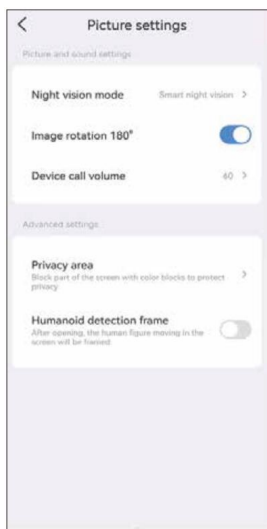 Picture settings
Picture and sound settings
Night vision mode Smart night vision >
Image rotation 180°
Device call volume 60 >
Advanced settings
Privacy area >
Block part of the screen with color blocks to protect
privacy
Humanoid detection frame
After opening, the human figure moving in the
screen will be framed